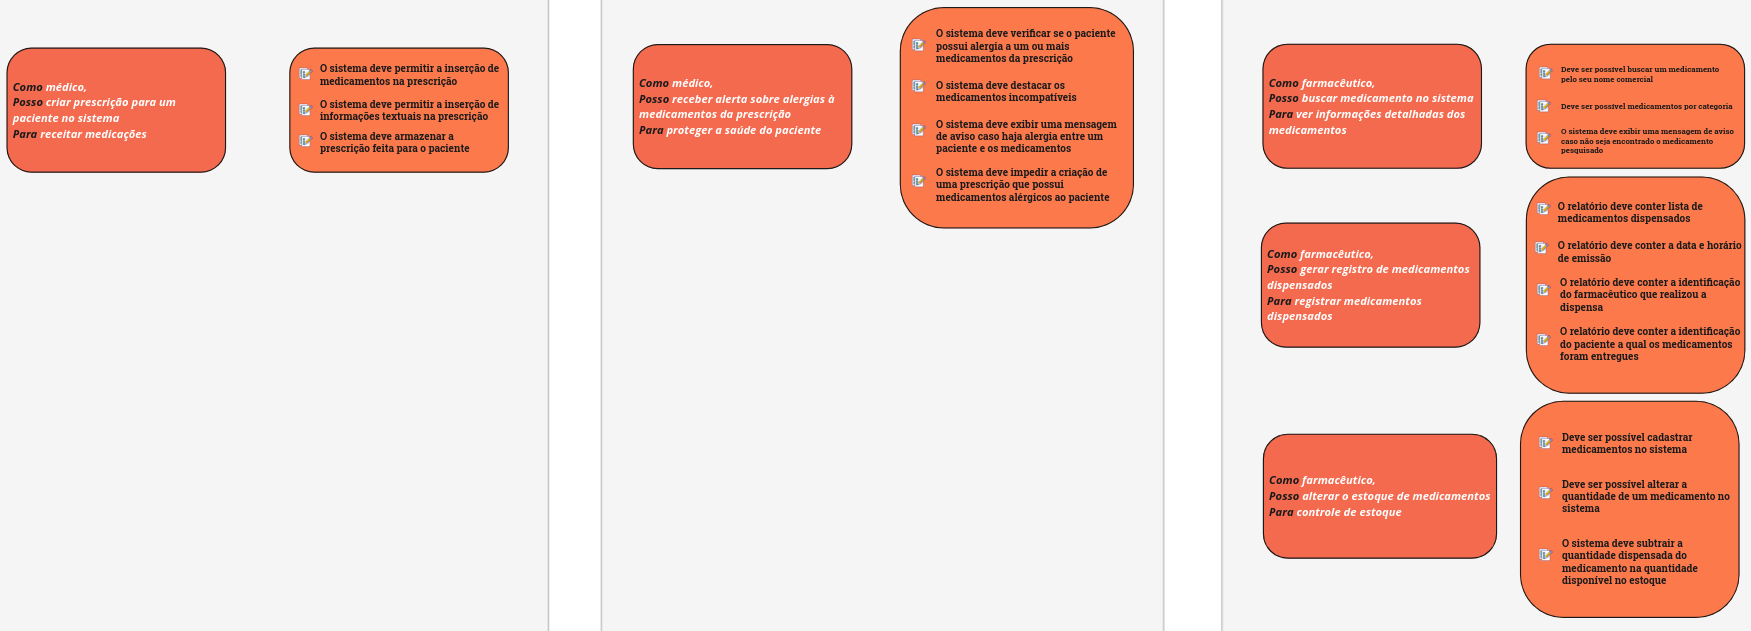 Como médico,
Posso criar prescrição para um
paciente no sistema
Para receitar medicações
O sistema deve permitir a inserção de
medicamentos na prescrição
O sistema deve permitir a inserção de
informações textuais na prescrição
O sistema deve armazenar a
prescrição feita para o paciente
Como médico,
Posso receber alerta sobre alergias à
medicamentos da prescrição
Para proteger a saúde do paciente
O sistema deve verificar se o paciente
possui alergia a um ou mais
medicamentos da prescrição
O sistema deve destacar os
medicamentos incompatíveis
O sistema deve exibir uma mensagem
de aviso caso haja alergia entre um
paciente e os medicamentos
O sistema deve impedir a criação de
uma prescrição que possui
medicamentos alérgicos ao paciente
Como farmacêutico,
Posso buscar medicamento no sistema
Para ver informações detalhadas dos
medicamentos
Deve ser possível buscar um medicamento
pelo seu nome comercial
Deve ser possível medicamentos por categoria
O sistema deve exibir uma mensagem de aviso
caso não seja encontrado o medicamento
pesquisado
Como farmacêutico,
Posso gerar registro de medicamentos
dispensados
Para registrar medicamentos
dispensados
O relatório deve conter lista de
medicamentos dispensados
O relatório deve conter a data e horário
de emissão
O relatório deve conter a identificação
do farmacêutico que realizou a
dispensa
O relatório deve conter a identificação
do paciente a qual os medicamentos
foram entregues
Como farmacêutico,
Posso alterar o estoque de medicamentos
Para controle de estoque
Deve ser possível cadastrar
medicamentos no sistema
Deve ser possível alterar a
quantidade de um medicamento no
sistema
O sistema deve subtrair a
quantidade dispensada do
medicamento na quantidade
disponível no estoque